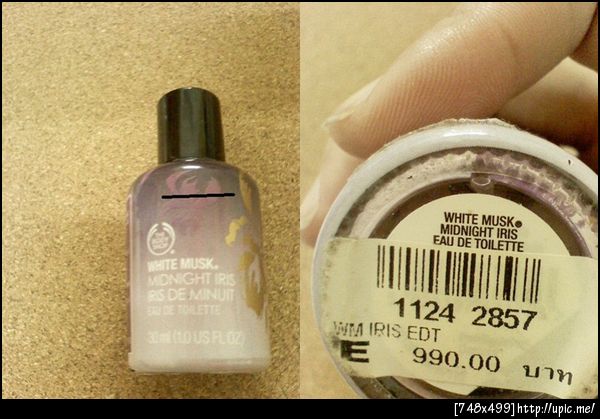 THE BODY SHOP
WHITE MUSK®
MIDNIGHT IRIS
IRIS DE MINUIT
EAU DE TOILETTE
30 ml (1.0 US FL OZ)
WHITE MUSK®
MIDNIGHT IRIS
EAU DE TOILETTE
1124 2857
WM IRIS EDT
E 990.00 บาท
[748x499]http://upic.me/